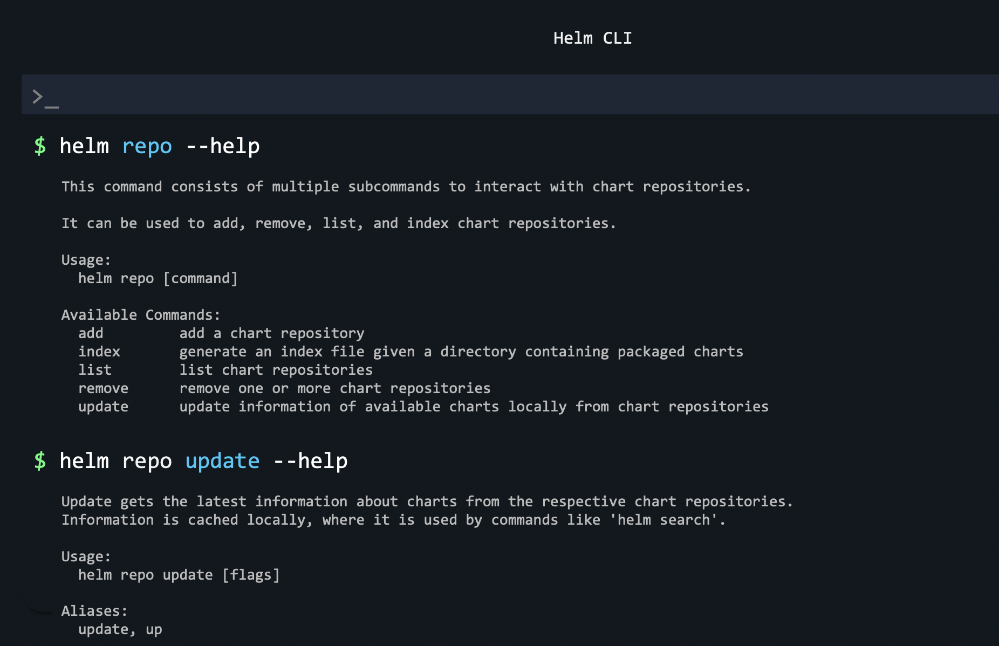 Helm CLI
>_
$ helm repo --help
This command consists of multiple subcommands to interact with chart repositories.
It can be used to add, remove, list, and index chart repositories.
Usage:
  helm repo [command]
Available Commands:
  add         add a chart repository
  index       generate an index file given a directory containing packaged charts
  list        list chart repositories
  remove      remove one or more chart repositories
  update      update information of available charts locally from chart repositories
$ helm repo update --help
Update gets the latest information about charts from the respective chart repositories.
Information is cached locally, where it is used by commands like 'helm search'.
Usage:
  helm repo update [flags]
Aliases:
  update, up